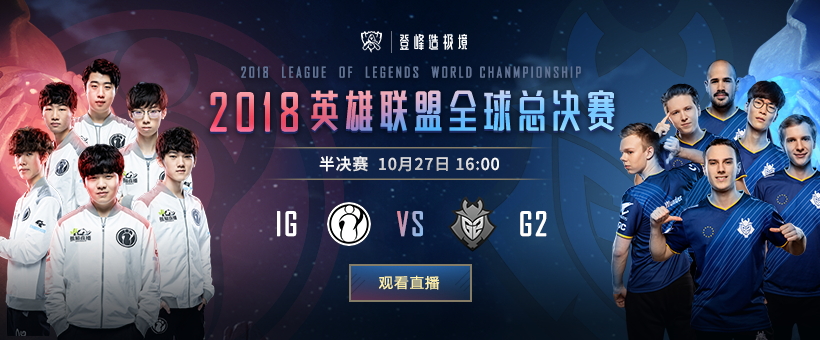 登峰造极境
2018 LEAGUE OF LEGENDS WORLD CHANMPIONSHIP
2018英雄联盟全球总决赛
半决赛 10月27日 16:00
IG VS G2
观看直播